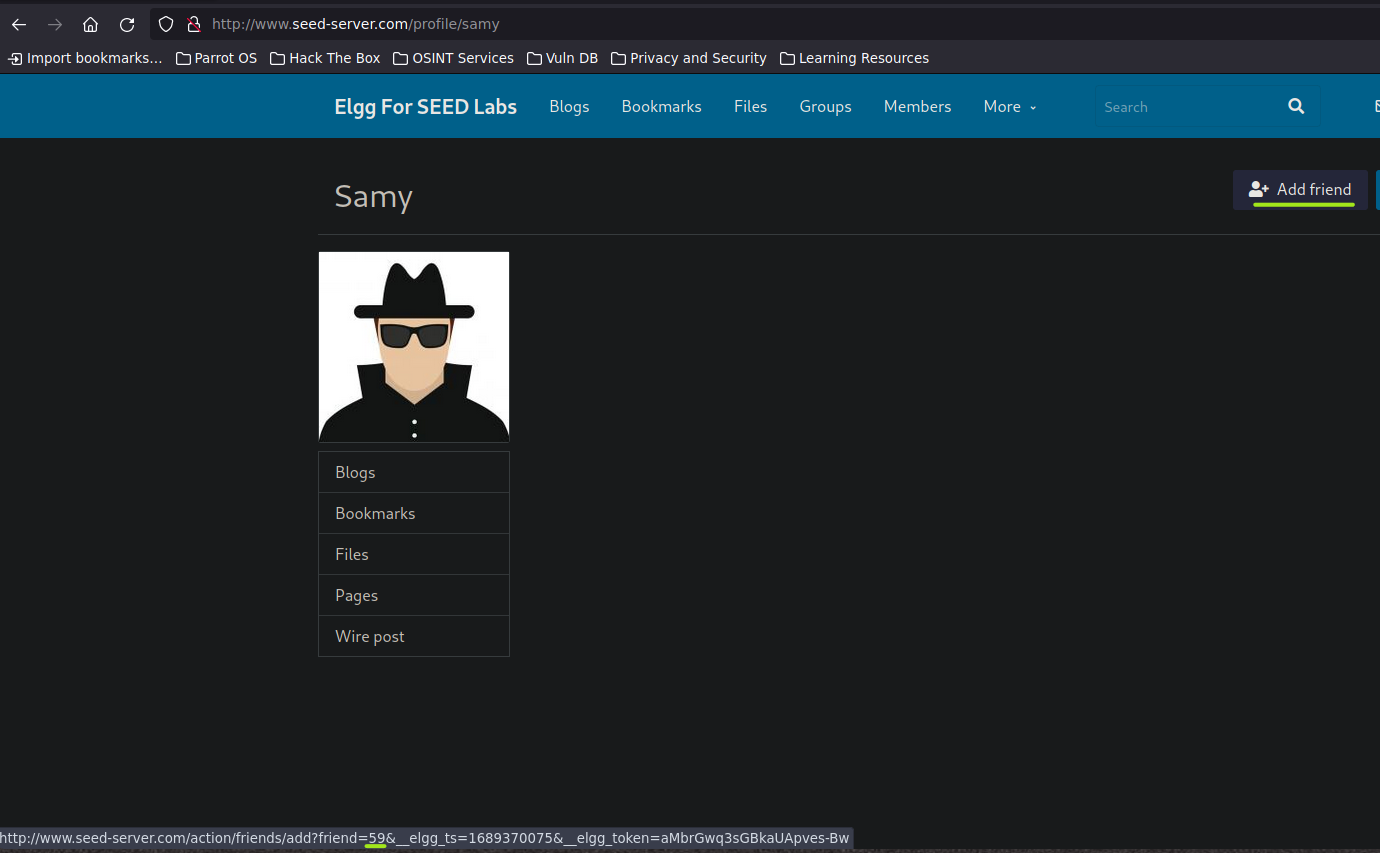 http://www.seed-server.com/profile/samy
Import bookmarks... Parrot OS Hack The Box OSINT Services Vuln DB Privacy and Security Learning Resources
Elgg For SEED Labs Blogs Bookmarks Files Groups Members More Search
Samy Add friend
Blogs
Bookmarks
Files
Pages
Wire post
http://www.seed-server.com/action/friends/add?friend=59&__elgg_ts=1689370075&__elgg_token=aMbrGwq3sGBkaUApves-Bw